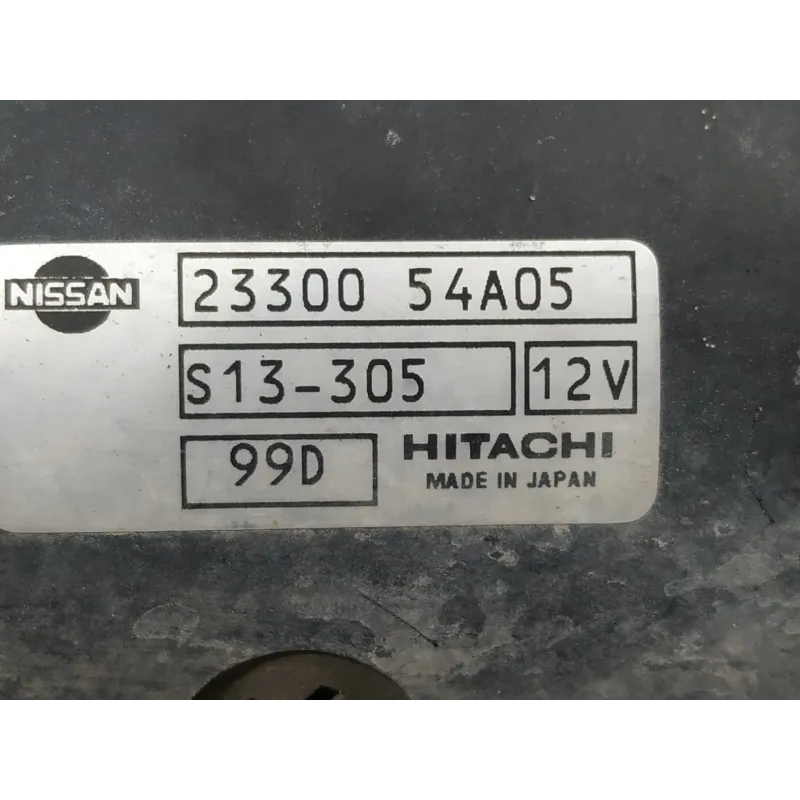 NISSAN
23300 54A05
S13-305 12V
99D HITACHI
MADE IN JAPAN